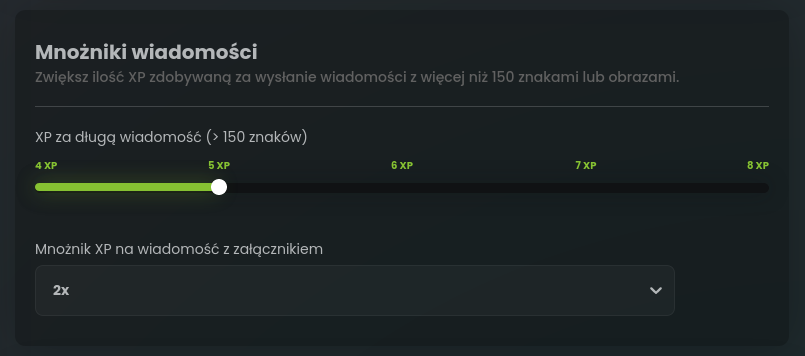 Mnożniki wiadomości
Zwiększ ilość XP zdobywaną za wysłanie wiadomości z więcej niż 150 znakami lub obrazami.
XP za długą wiadomość (> 150 znaków)
4 XP 5 XP 6 XP 7 XP 8 XP
Mnożnik XP na wiadomość z załącznikiem
2x